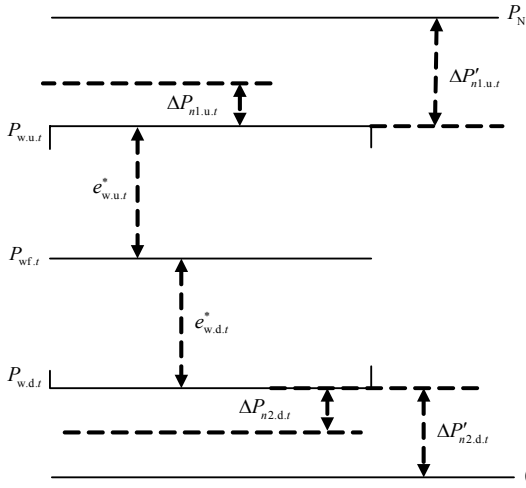 P_N
ΔP′_{n1.u.t}
ΔP_{n1.u.t}
P_{w.u.t}
e^*_{w.u.t}
P_{wf.t}
e^*_{w.d.t}
P_{w.d.t}
ΔP_{n2.d.t}
ΔP′_{n2.d.t}